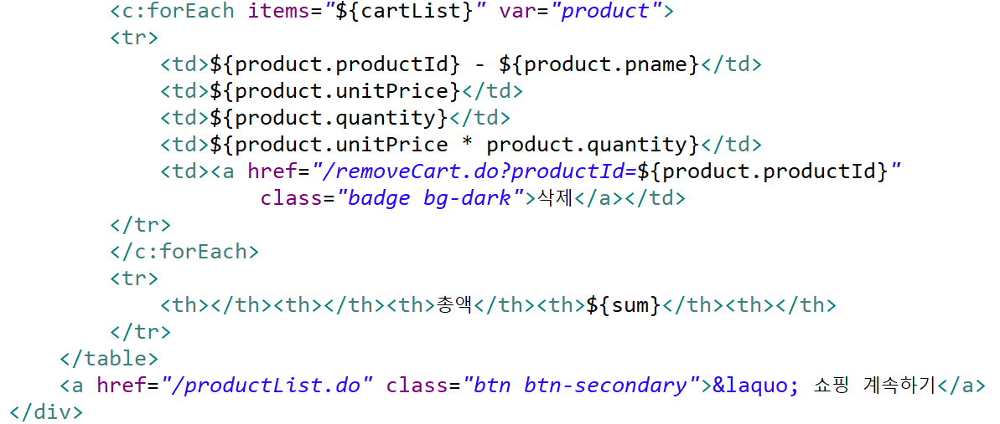 <c:forEach items="${cartList}" var="product">
<tr>
<td>${product.productId} - ${product.pname}</td>
<td>${product.unitPrice}</td>
<td>${product.quantity}</td>
<td>${product.unitPrice * product.quantity}</td>
<td><a href="/removeCart.do?productId=${product.productId}"
class="badge bg-dark">삭제</a></td>
</tr>
</c:forEach>
<tr>
<th></th><th></th><th>총액</th><th>${sum}</th><th></th>
</tr>
</table>
<a href="/productList.do" class="btn btn-secondary">&laquo; 쇼핑 계속하기</a>
</div>